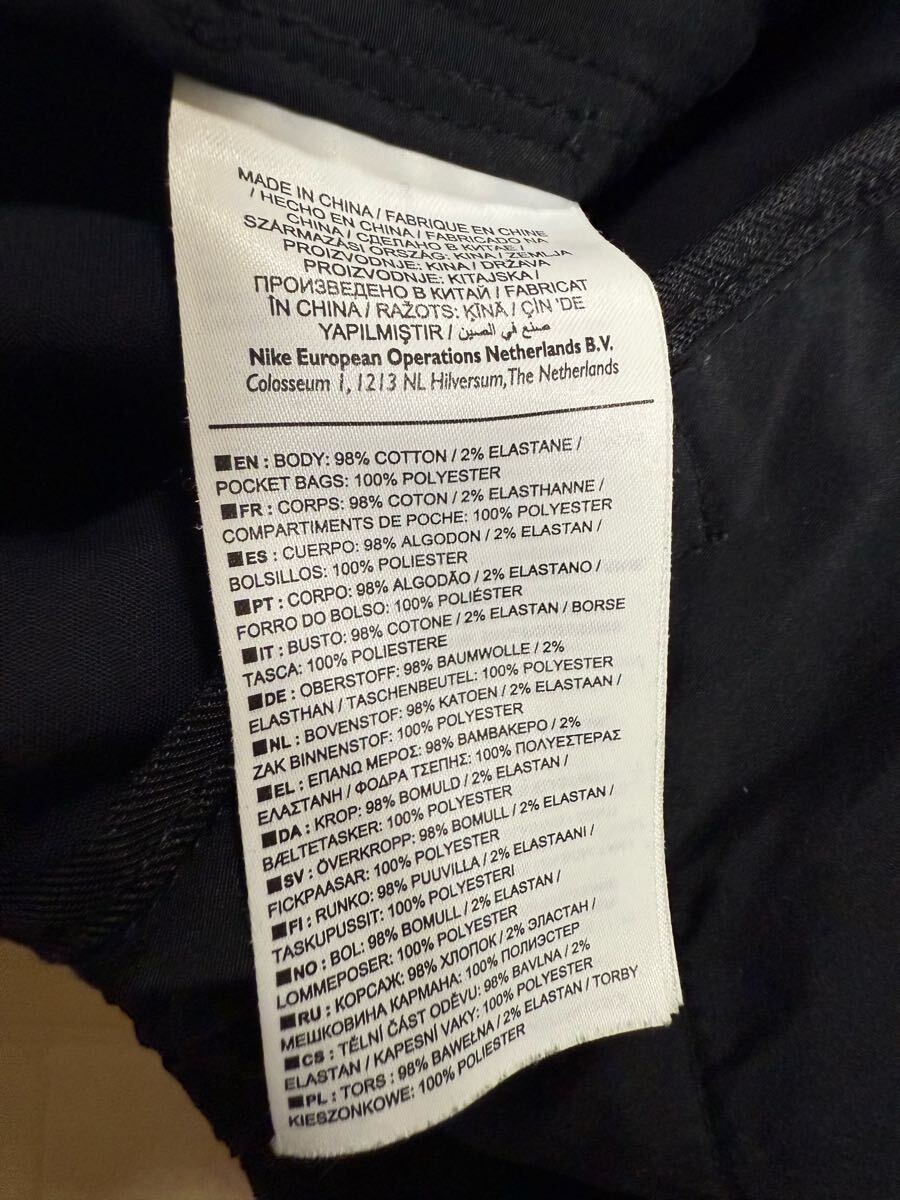 MADE IN CHINA / FABRIQUE EN CHINE
/ HECHO EN CHINA / FABRICADO NA
CHINA / СДЕЛАНО В КИТАЕ /
SZÁRMAZÁSI ORSZÁG: KÍNA / ZEMLJA
PROIZVODNJE: KINA / DRŽAVA
PROIZVODNJE: KITAJSKA /
ПРОИЗВЕДЕНО В КИТАЙ / FABRICAT
ÎN CHINA / RAŽOTS: ĶĪNĀ / ÇİN 'DE
YAPILMIŞTIR / صنع في الصين
Nike European Operations Netherlands B.V.
Colosseum 1, 1213 NL Hilversum, The Netherlands
EN : BODY: 98% COTTON / 2% ELASTANE /
POCKET BAGS: 100% POLYESTER
FR : CORPS: 98% COTON / 2% ELASTHANNE /
COMPARTIMENTS DE POCHE: 100% POLYESTER
ES : CUERPO: 98% ALGODON / 2% ELASTAN /
BOLSILLOS: 100% POLIESTER
PT : CORPO: 98% ALGODÃO / 2% ELASTANO /
FORRO DO BOLSO: 100% POLIÉSTER
IT : BUSTO: 98% COTONE / 2% ELASTAN / BORSE
TASCA: 100% POLIESTERE
DE : OBERSTOFF: 98% BAUMWOLLE / 2%
ELASTHAN / TASCHENBEUTEL: 100% POLYESTER
NL : BOVENSTOF: 98% KATOEN / 2% ELASTAAN /
ZAK BINNENSTOF: 100% POLYESTER
EL : ΕΠΑΝΩ ΜΕΡΟΣ: 98% ΒΑΜΒΑΚΕΡΟ / 2%
ΕΛΑΣΤΑΝΗ / ΦΟΔΡΑ ΤΣΕΠΗΣ: 100% ΠΟΛΥΕΣΤΕΡΑΣ
DA : KROP: 98% BOMULD / 2% ELASTAN /
BÆLTETASKER: 100% POLYESTER
SV : ÖVERKROPP: 98% BOMULL / 2% ELASTAN /
FICKPAASAR: 100% POLYESTER
FI : RUNKO: 98% PUUVILLA / 2% ELASTAANI /
TASKUPUSSIT: 100% POLYESTERI
NO : BOL: 98% BOMULL / 2% ELASTAN /
LOMMEPOSER: 100% POLYESTER
RU : КОРСАЖ: 98% ХЛОПОК / 2% ЭЛАСТАН /
МЕШКОВИНА КАРМАНА: 100% ПОЛИЭСТЕР
CS : TĚLNÍ ČÁST ODĚVU: 98% BAVLNA / 2%
ELASTAN / KAPESNÍ VAKY: 100% POLYESTER
PL : TORS : 98% BAWEŁNA / 2% ELASTAN / TORBY
KIESZONKOWE: 100% POLIESTER